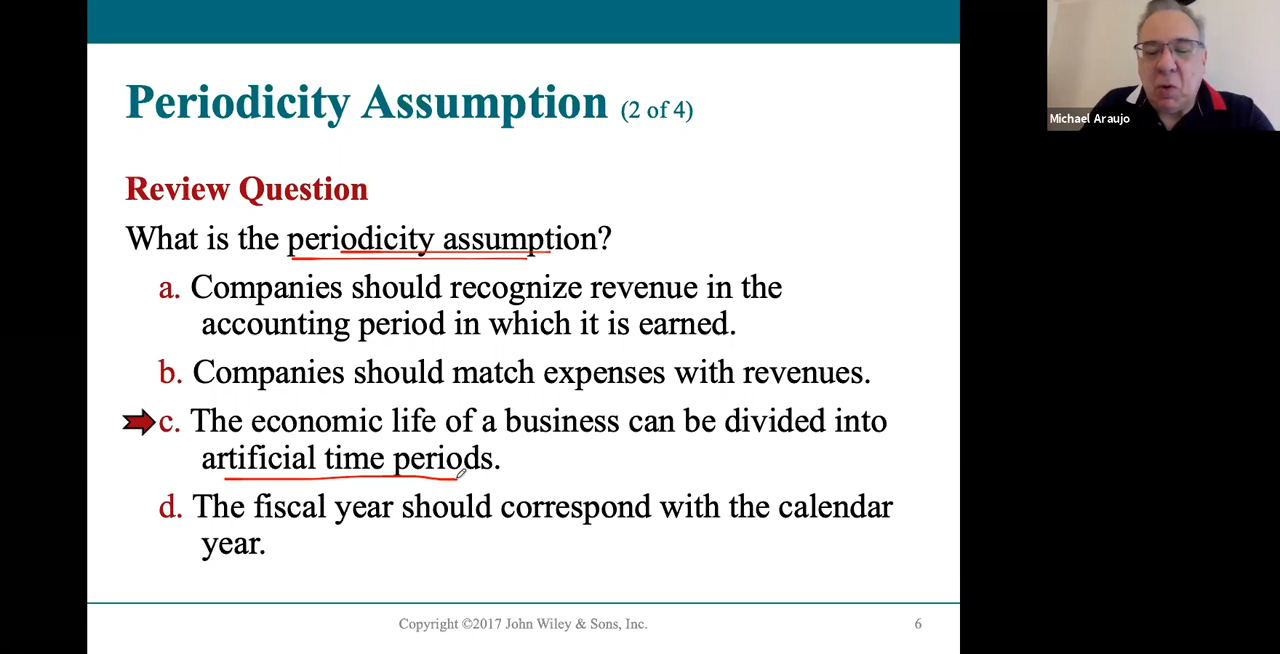 Periodicity Assumption (2 of 4)
Review Question
What is the periodicity assumption?
a. Companies should recognize revenue in the
accounting period in which it is earned.
b. Companies should match expenses with revenues.
c. The economic life of a business can be divided into
artificial time periods.
d. The fiscal year should correspond with the calendar
year.
Copyright ©2017 John Wiley & Sons, Inc.
6
Michael Araujo